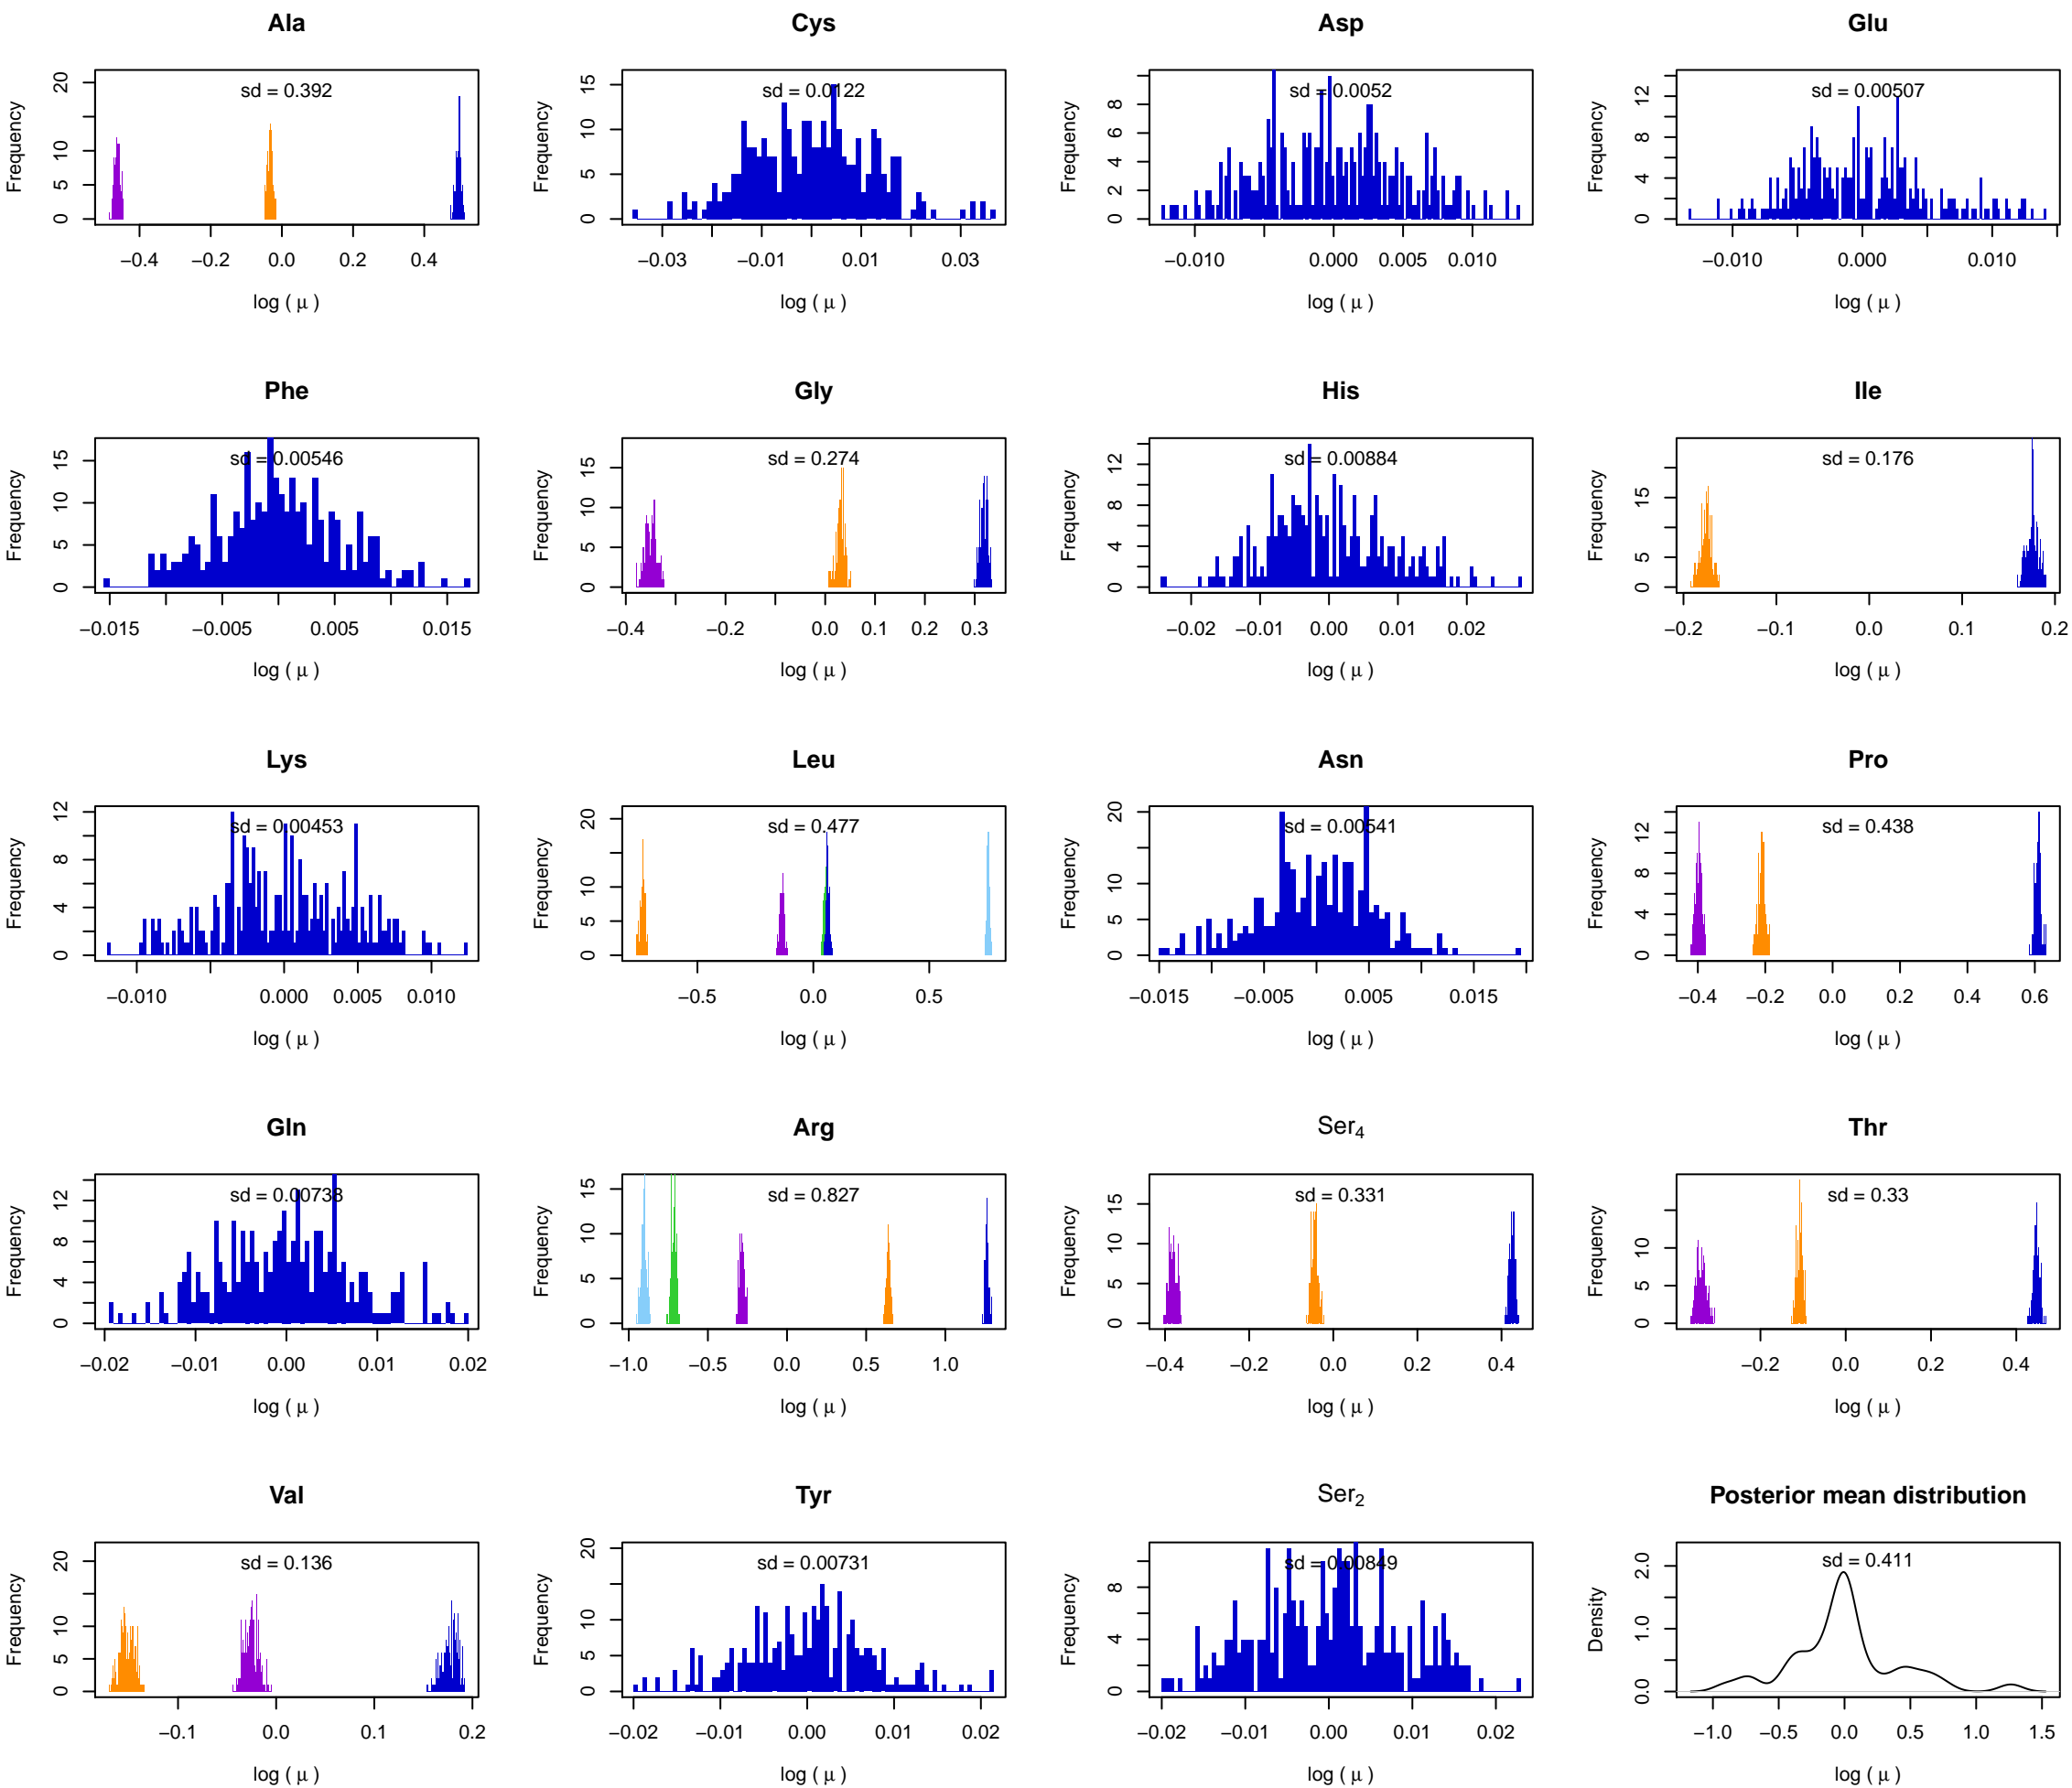 Ala
sd = 0.392
Frequency
0 5 10 20
−0.4 −0.2 0.0 0.2 0.4
log ( μ )
Cys
sd = 0.0122
Frequency
0 5 10 15
−0.03 −0.01 0.01 0.03
log ( μ )
Asp
sd = 0.0052
Frequency
0 2 4 6 8
−0.010 0.000 0.005 0.010
log ( μ )
Glu
sd = 0.00507
Frequency
0 4 8 12
−0.010 0.000 0.010
log ( μ )
Phe
sd = 0.00546
Frequency
0 5 10 15
−0.015 −0.005 0.005 0.015
log ( μ )
Gly
sd = 0.274
Frequency
0 5 10 15
−0.4 −0.2 0.0 0.1 0.2 0.3
log ( μ )
His
sd = 0.00884
Frequency
0 4 8 12
−0.02 −0.01 0.00 0.01 0.02
log ( μ )
Ile
sd = 0.176
Frequency
0 5 15
−0.2 −0.1 0.0 0.1 0.2
log ( μ )
Lys
sd = 0.00453
Frequency
0 4 8 12
−0.010 0.000 0.005 0.010
log ( μ )
Leu
sd = 0.477
Frequency
0 5 10 20
−0.5 0.0 0.5
log ( μ )
Asn
sd = 0.00541
Frequency
0 5 10 20
−0.015 −0.005 0.005 0.015
log ( μ )
Pro
sd = 0.438
Frequency
0 4 8 12
−0.4 −0.2 0.0 0.2 0.4 0.6
log ( μ )
Gln
sd = 0.00738
Frequency
0 4 8 12
−0.02 −0.01 0.00 0.01 0.02
log ( μ )
Arg
sd = 0.827
Frequency
0 5 10 15
−1.0 −0.5 0.0 0.5 1.0
log ( μ )
Ser₄
sd = 0.331
Frequency
0 5 10 15
−0.4 −0.2 0.0 0.2 0.4
log ( μ )
Thr
sd = 0.33
Frequency
0 5 10
−0.2 0.0 0.2 0.4
log ( μ )
Val
sd = 0.136
Frequency
0 5 10 20
−0.1 0.0 0.1 0.2
log ( μ )
Tyr
sd = 0.00731
Frequency
0 5 10 20
−0.02 −0.01 0.00 0.01 0.02
log ( μ )
Ser₂
sd = 0.00849
Frequency
0 4 8
−0.02 −0.01 0.00 0.01 0.02
log ( μ )
Posterior mean distribution
sd = 0.411
Density
0.0 1.0 2.0
−1.0 −0.5 0.0 0.5 1.0 1.5
log ( μ )